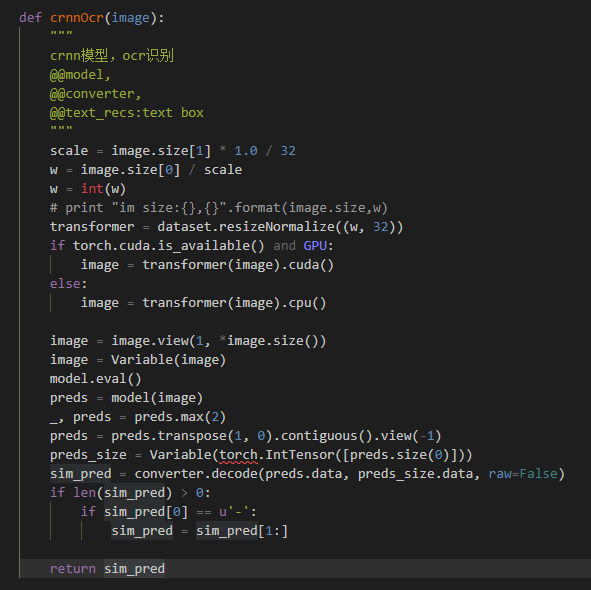 def crnnOcr(image):
    """
    crnn模型，ocr识别
    @@model,
    @@converter,
    @@text_recs:text box
    """
    scale = image.size[1] * 1.0 / 32
    w = image.size[0] / scale
    w = int(w)
    # print "im size:{},{}".format(image.size,w)
    transformer = dataset.resizeNormalize((w, 32))
    if torch.cuda.is_available() and GPU:
        image = transformer(image).cuda()
    else:
        image = transformer(image).cpu()

    image = image.view(1, *image.size())
    image = Variable(image)
    model.eval()
    preds = model(image)
    _, preds = preds.max(2)
    preds = preds.transpose(1, 0).contiguous().view(-1)
    preds_size = Variable(torch.IntTensor([preds.size(0)]))
    sim_pred = converter.decode(preds.data, preds_size.data, raw=False)
    if len(sim_pred) > 0:
        if sim_pred[0] == u'-':
            sim_pred = sim_pred[1:]

    return sim_pred